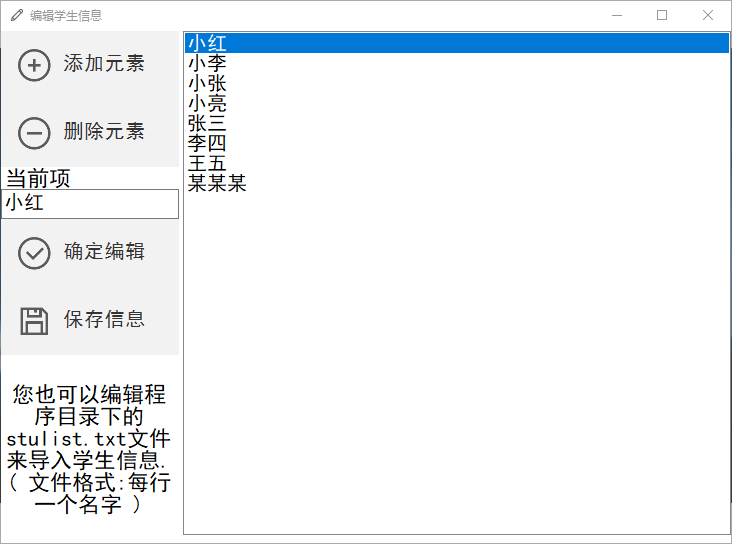 编辑学生信息
添加元素
删除元素
当前项
小红
确定编辑
保存信息
您也可以编辑程
序目录下的
stulist.txt文件
来导入学生信息.
( 文件格式:每行
一个名字 )
小红
小李
小张
小亮
张三
李四
王五
某某某